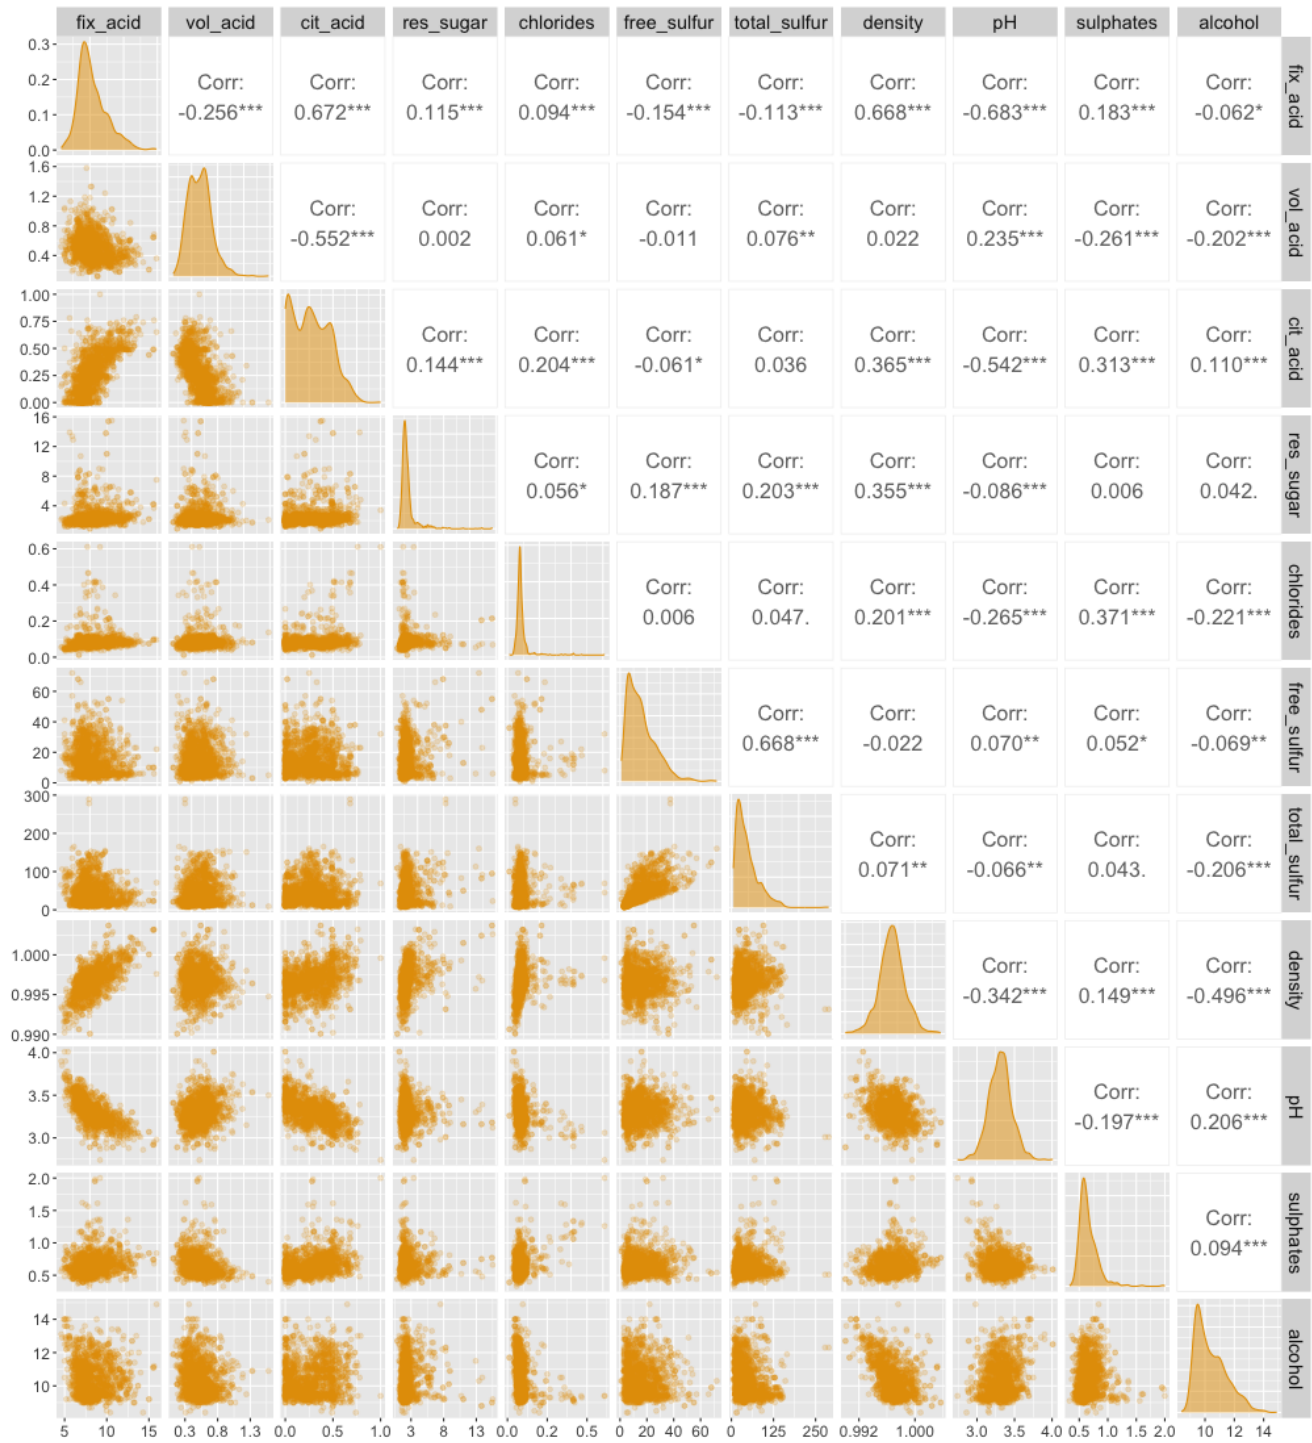 fix_acid vol_acid cit_acid res_sugar chlorides free_sulfur total_sulfur density pH sulphates alcohol
0.3
0.2
0.1
0.0
Corr: Corr: Corr: Corr: Corr: Corr: Corr: Corr: Corr: Corr:
-0.256*** 0.672*** 0.115*** 0.094*** -0.154*** -0.113*** 0.668*** -0.683*** 0.183*** -0.062*
fix_acid
1.6
1.2
0.8
0.4
Corr: Corr: Corr: Corr: Corr: Corr: Corr: Corr: Corr:
-0.552*** 0.002 0.061* -0.011 0.076** 0.022 0.235*** -0.261*** -0.202***
vol_acid
1.00
0.75
0.50
0.25
0.00
Corr: Corr: Corr: Corr: Corr: Corr: Corr: Corr:
0.144*** 0.204*** -0.061* 0.036 0.365*** -0.542*** 0.313*** 0.110***
cit_acid
16
12
8
4
Corr: Corr: Corr: Corr: Corr: Corr: Corr:
0.056* 0.187*** 0.203*** 0.355*** -0.086*** 0.006 0.042.
res_sugar
0.6
0.4
0.2
0.0
Corr: Corr: Corr: Corr: Corr: Corr:
0.006 0.047. 0.201*** -0.265*** 0.371*** -0.221***
chlorides
60
40
20
0
Corr: Corr: Corr: Corr: Corr:
0.668*** -0.022 0.070** 0.052* -0.069**
free_sulfur
300
200
100
0
Corr: Corr: Corr: Corr:
0.071** -0.066** 0.043. -0.206***
total_sulfur
1.000
0.995
0.990
Corr: Corr: Corr:
-0.342*** 0.149*** -0.496***
density
4.0
3.5
3.0
Corr: Corr:
-0.197*** 0.206***
pH
2.0
1.5
1.0
0.5
Corr:
0.094***
sulphates
14
12
10
alcohol
5 10 15 0.3 0.8 1.3 0.0 0.5 1.0 3 8 13 0.0 0.2 0.5 0 20 40 60 0 125 250 0.992 1.000 3.0 3.5 4.0 0.5 1.0 1.5 2.0 10 12 14